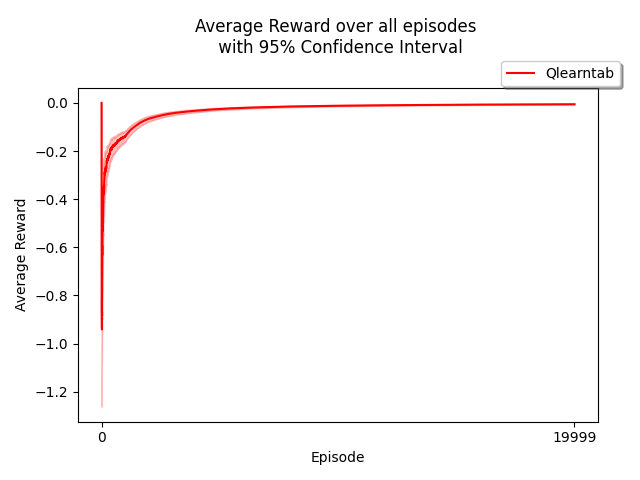 Average Reward over all episodes
with 95% Confidence Interval
Qlearntab
0.0
−0.2
−0.4
−0.6
−0.8
−1.0
−1.2
Average Reward
0
19999
Episode